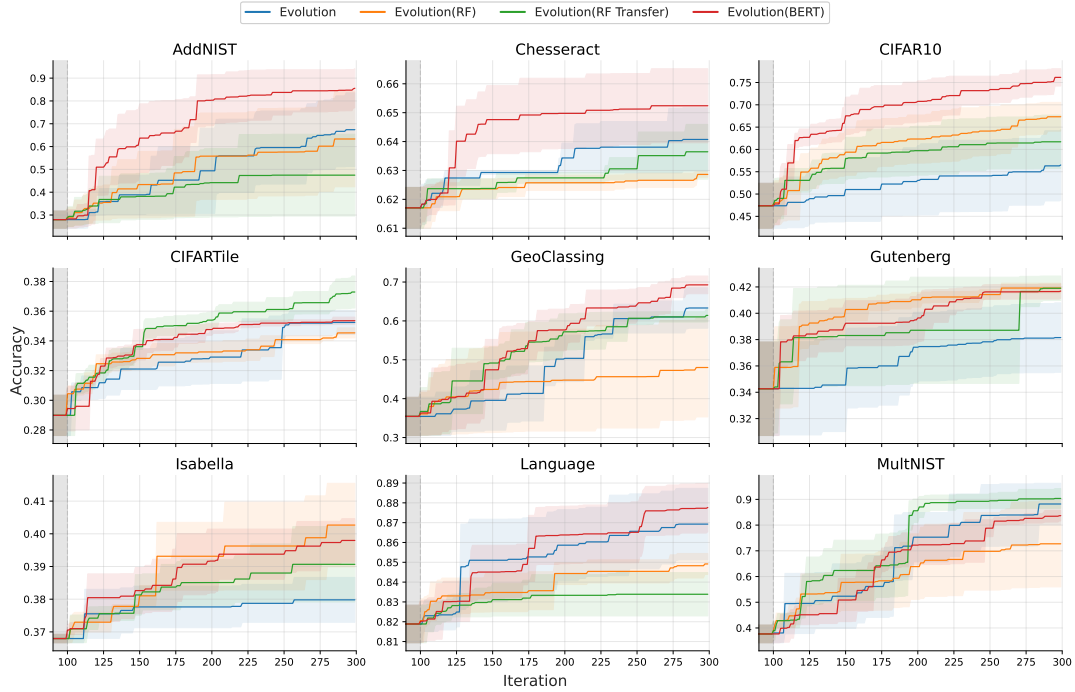 Evolution Evolution(RF) Evolution(RF Transfer) Evolution(BERT)
AddNIST Chesseract CIFAR10
0.9 0.8 0.7 0.6 0.5 0.4 0.3
0.66 0.65 0.64 0.63 0.62 0.61
0.75 0.70 0.65 0.60 0.55 0.50 0.45
CIFARTile GeoClassing Gutenberg
0.38 0.36 0.34 0.32 0.30 0.28
0.7 0.6 0.5 0.4 0.3
0.42 0.40 0.38 0.36 0.34 0.32
Accuracy
Isabella Language MultNIST
0.41 0.40 0.39 0.38 0.37
0.89 0.88 0.87 0.86 0.85 0.84 0.83 0.82 0.81
0.9 0.8 0.7 0.6 0.5 0.4
100 125 150 175 200 225 250 275 300
100 125 150 175 200 225 250 275 300
100 125 150 175 200 225 250 275 300
Iteration